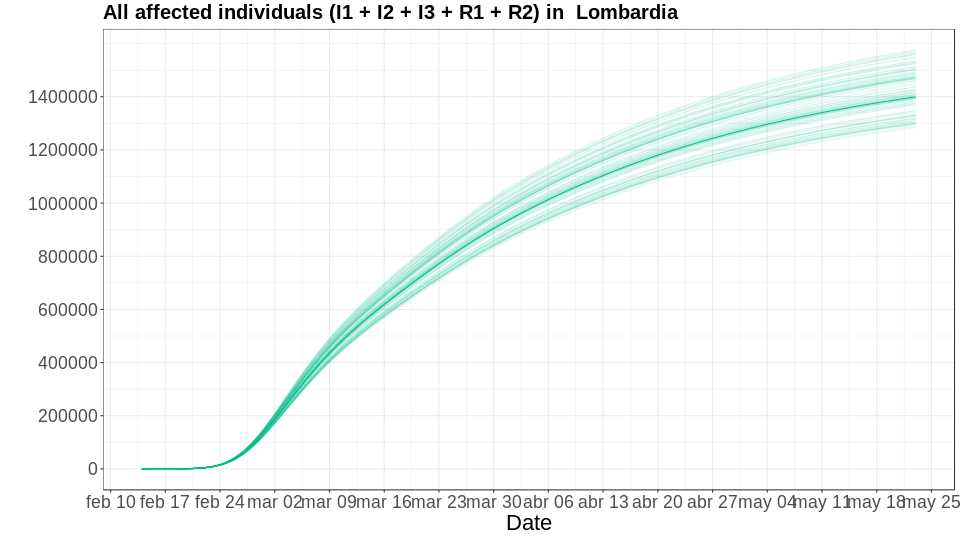 All affected individuals (I1 + I2 + I3 + R1 + R2) in  Lombardia
1400000
1200000
1000000
800000
600000
400000
200000
0
feb 10 feb 17 feb 24 mar 02 mar 09 mar 16 mar 23 mar 30 abr 06 abr 13 abr 20 abr 27 may 04 may 11 may 18 may 25
Date